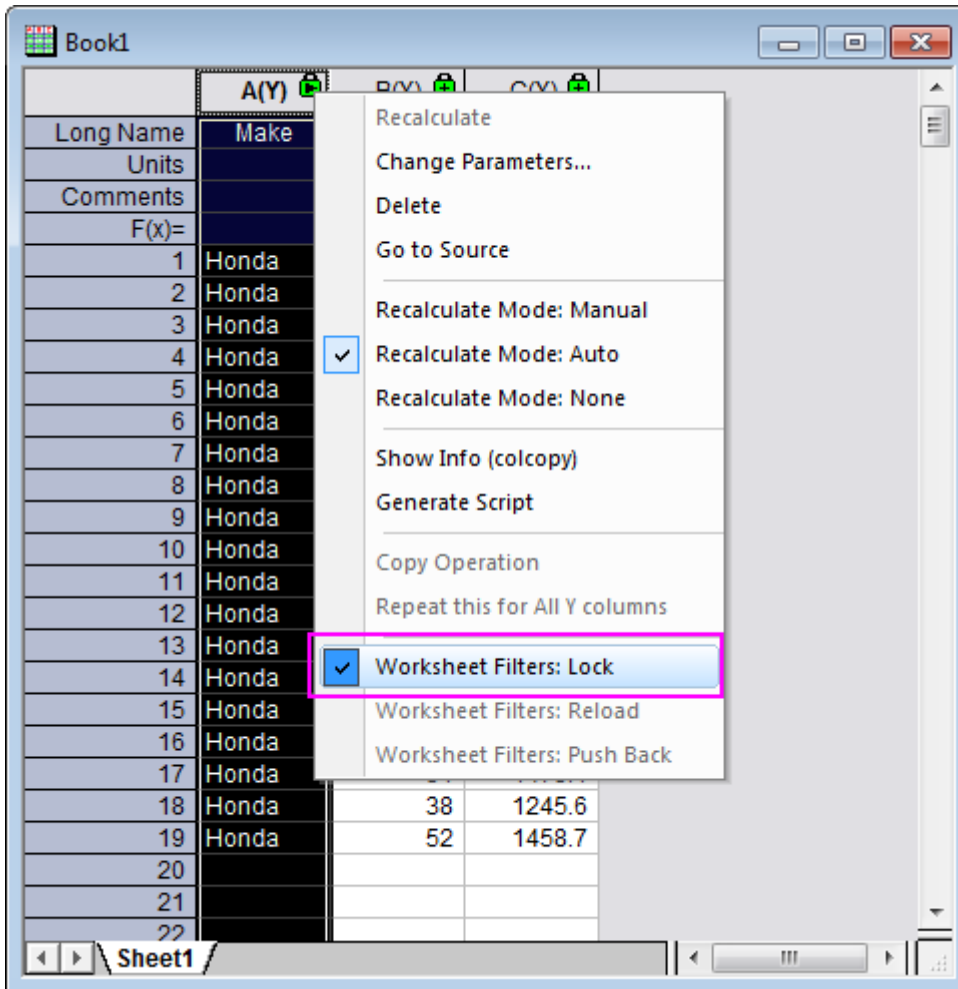 Book1
A(Y) B(Y) C(Y)
Long Name Make
Units
Comments
F(x)=
1 Honda
2 Honda
3 Honda
4 Honda
5 Honda
6 Honda
7 Honda
8 Honda
9 Honda
10 Honda
11 Honda
12 Honda
13 Honda
14 Honda
15 Honda
16 Honda
17 Honda
18 Honda 38 1245.6
19 Honda 52 1458.7
20
21
22
Recalculate
Change Parameters...
Delete
Go to Source
Recalculate Mode: Manual
Recalculate Mode: Auto
Recalculate Mode: None
Show Info (colcopy)
Generate Script
Copy Operation
Repeat this for All Y columns
Worksheet Filters: Lock
Worksheet Filters: Reload
Worksheet Filters: Push Back
Sheet1